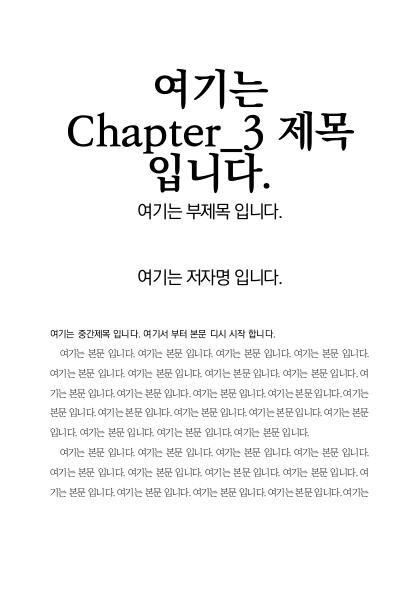 여기는
Chapter_3 제목
입니다.
여기는 부제목 입니다.
여기는 저자명 입니다.
여기는 중간제목 입니다. 여기서 부터 본문 디시 시작 합니다.
여기는 본문 입니다. 여기는 본문 입니다. 여기는 본문 입니다. 여기는 본문 입니다.
여기는 본문 입니다. 여기는 본문 입니다. 여기는 본문 입니다. 여기는 본문 입니다. 여
기는 본문 입니다. 여기는 본문 입니다. 여기는 본문 입니다. 여기는 본문 입니다. 여기는
본문 입니다. 여기는 본문 입니다. 여기는 본문 입니다. 여기는 본문 입니다. 여기는 본문
입니다. 여기는 본문 입니다. 여기는 본문 입니다. 여기는 본문 입니다.
여기는 본문 입니다. 여기는 본문 입니다. 여기는 본문 입니다. 여기는 본문 입니다.
여기는 본문 입니다. 여기는 본문 입니다. 여기는 본문 입니다. 여기는 본문 입니다. 여
기는 본문 입니다. 여기는 본문 입니다. 여기는 본문 입니다. 여기는 본문 입니다. 여기는